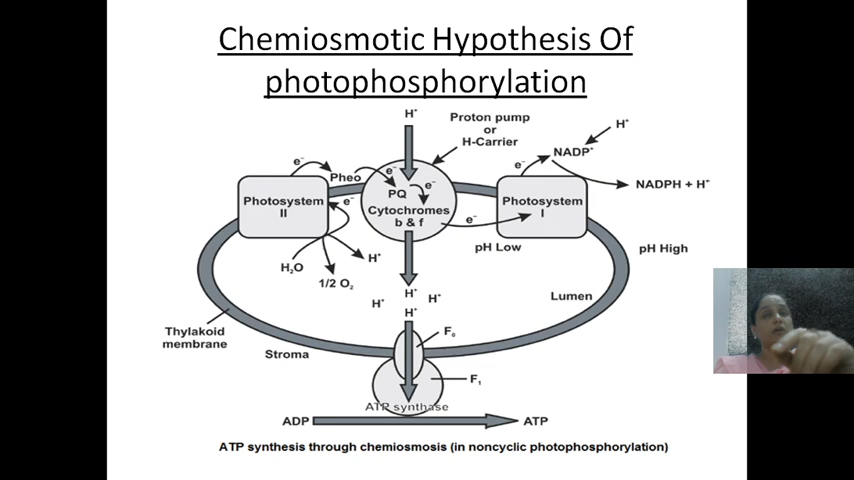 Chemiosmotic Hypothesis Of
photophosphorylation
H⁺
Proton pump
or
H-Carrier
H⁺
e⁻
Pheo
e⁻
e⁻
NADP⁺
NADPH + H⁺
Photosystem
II
e⁻
PQ
e⁻
Cytochromes
b & f
e⁻
Photosystem
I
pH Low
pH High
H₂O
1/2 O₂
H⁺
H⁺
H⁺
H⁺
H⁺
Lumen
Thylakoid
membrane
Stroma
F₀
F₁
ATP synthase
ADP
ATP
ATP synthesis through chemiosmosis (in noncyclic photophosphorylation)